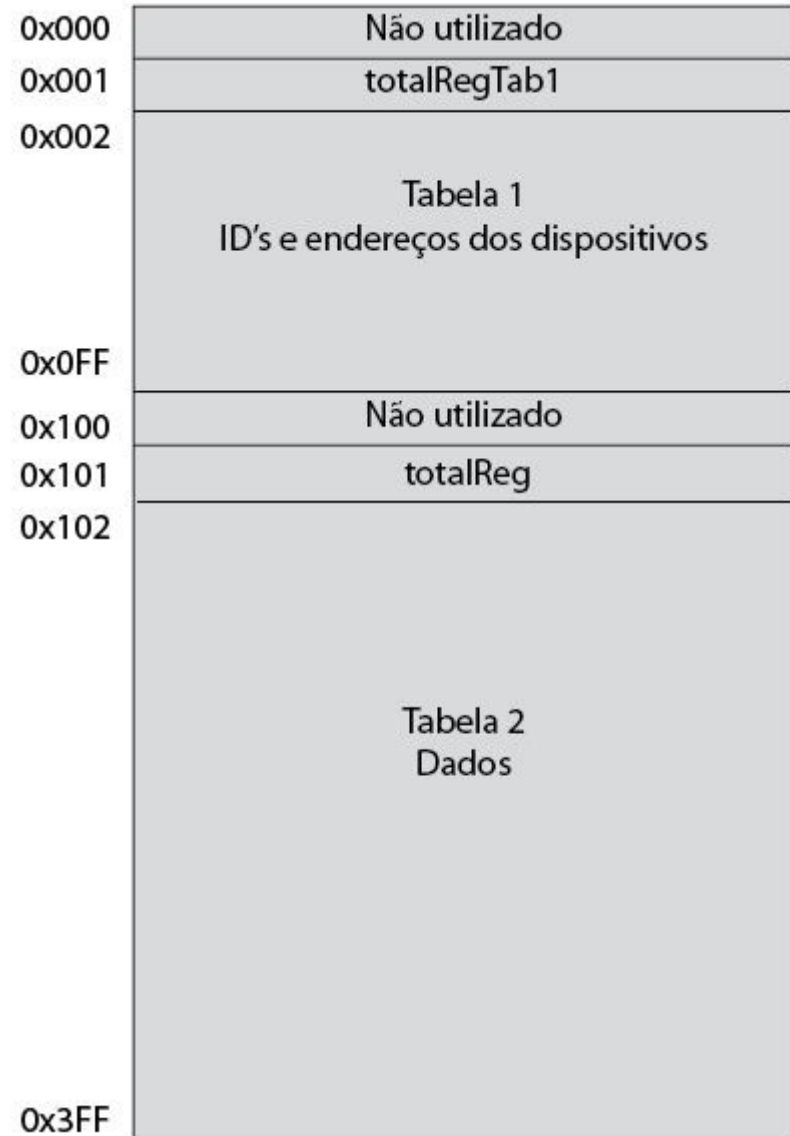 0x000 Não utilizado
0x001 totalRegTab1
0x002
Tabela 1
ID's e endereços dos dispositivos
0x0FF
0x100 Não utilizado
0x101 totalReg
0x102
Tabela 2
Dados
0x3FF